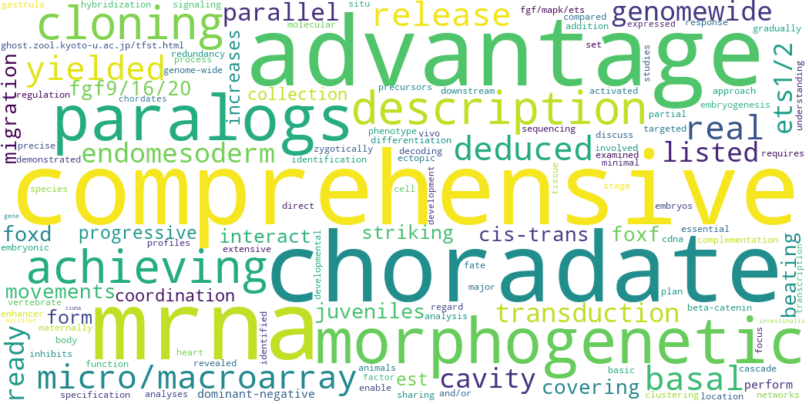 gastrula hybridization signaling parallel release fgf/mapk/ets situ genomewide
cloning molecular compared addition expressed response gradually
ghost.zool.kyoto-u.ac.jp/tfst.html redundancy process advantage set studies activated approach
yielded genome-wide increases collection precursors downstream embryogenesis ets1/2 understanding
migration regulation chordates fgf9/16/20 description partial targeted
paralogs phenotype vivo sequencing discuss real
precise demonstrated endomesoderm zygotically differentiation decoding ectopic deduced involved examined minimal listed requires
identification
comprehensive
species direct cell development tissue stage embryos
gene foxd progressive profiles interact striking cis-trans foxf cdna essential complementation
embryonic extensive developmental fate major plan beating transcription
achieving choradate
movements coordination regard analysis beta-catenin
vertebrate enhancer maternally form ciona juveniles transduction intestinalis
ascidian mrna morphogenetic
body heart identified focus
ready inhibits revealed animals basic cascade
function factor est cavity
micro/macroarray enable covering basal perform
specification analyses dominant-negative sharing and/or clustering location networks